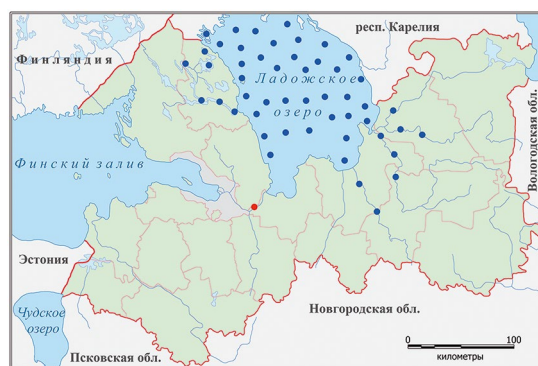 респ. Карелия
Финляндия
Ладожское
озеро
Вологодская обл.
Финский залив
Эстония
Чудское
озеро
Новгородская обл.
Псковская обл.
0 100
километры